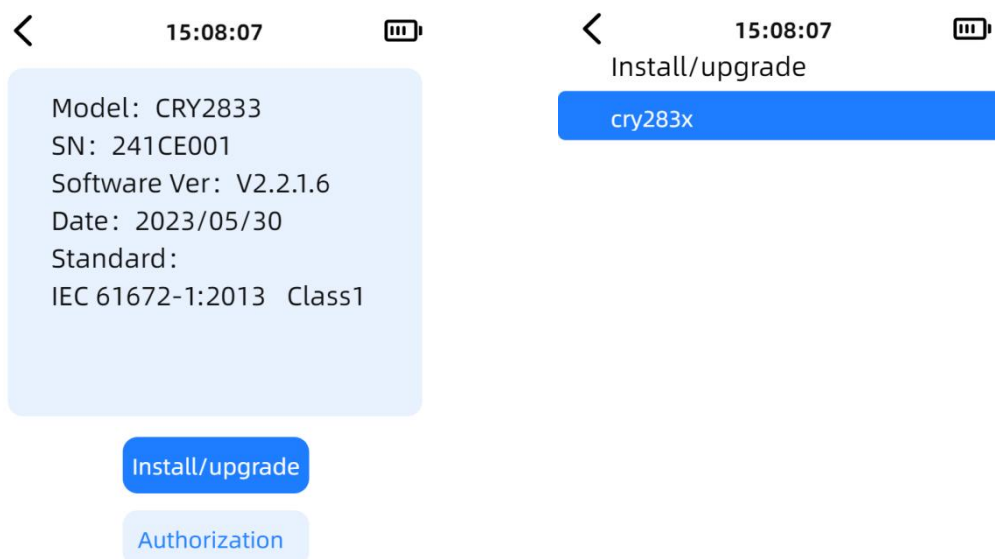 15:08:07
Model： CRY2833
SN： 241CE001
Software Ver： V2.2.1.6
Date： 2023/05/30
Standard：
IEC 61672-1:2013 Class1
Install/upgrade
Authorization
15:08:07
Install/upgrade
cry283x